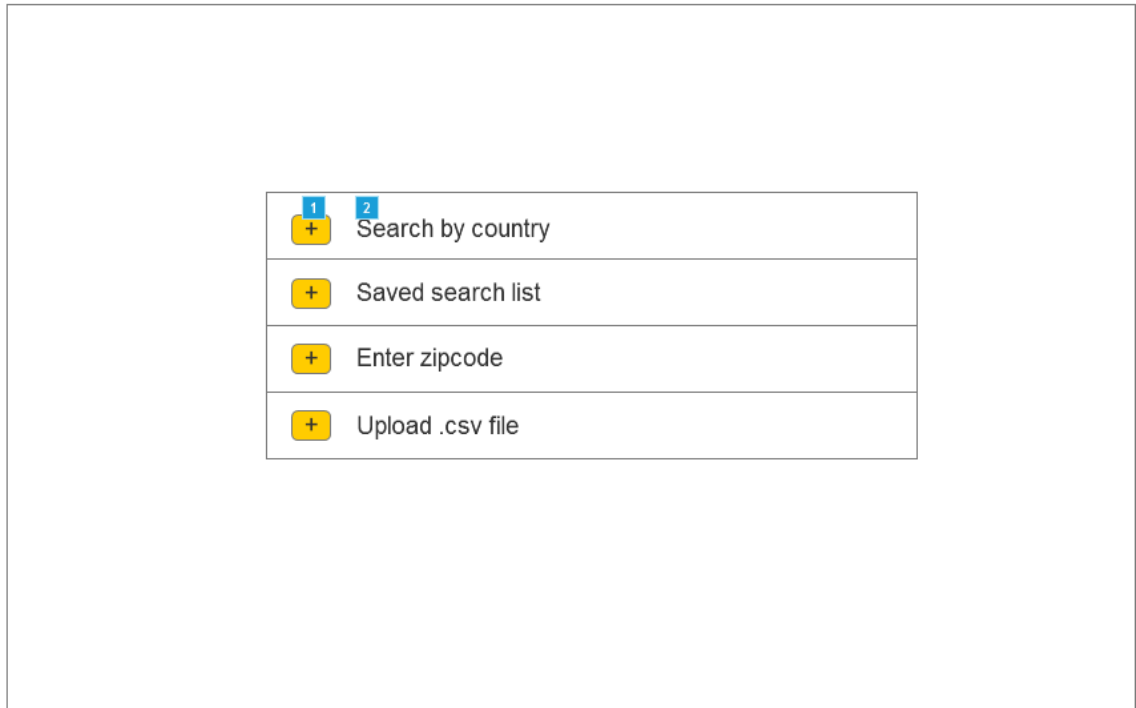 1 2
+ Search by country
+ Saved search list
+ Enter zipcode
+ Upload .csv file